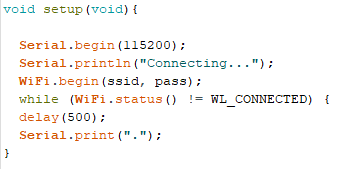 void setup(void){
Serial.begin(115200);
Serial.println("Connecting...");
WiFi.begin(ssid, pass);
while (WiFi.status() != WL_CONNECTED) {
delay(500);
Serial.print(".");
}